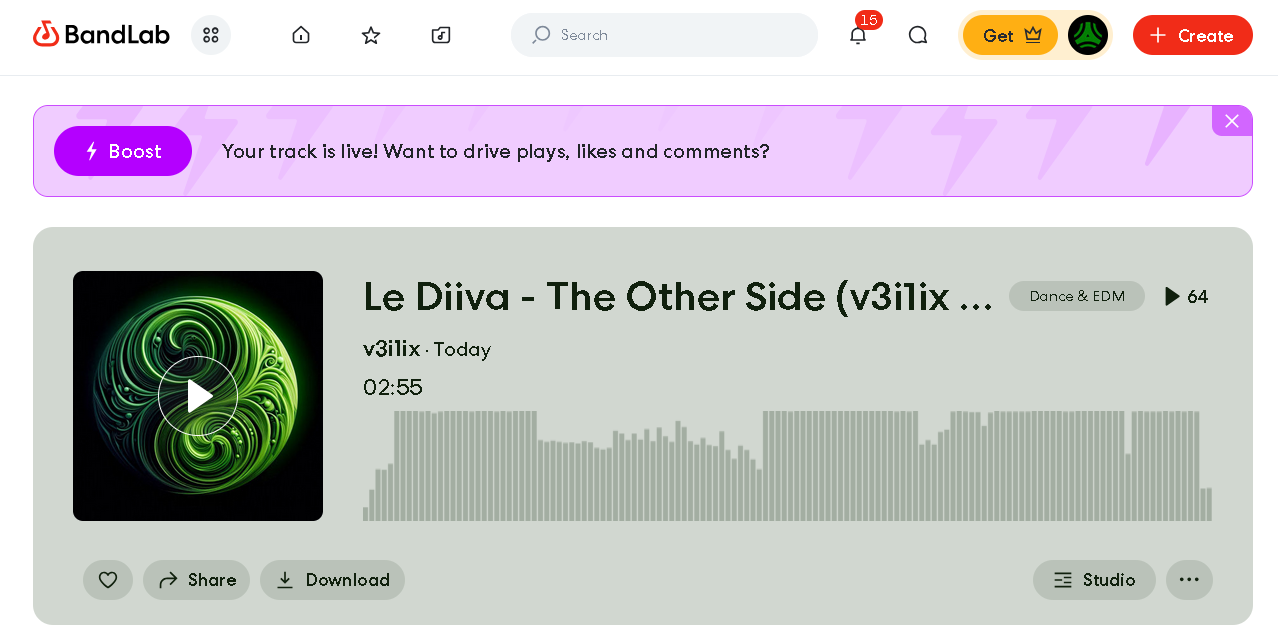 BandLab
Search
15
Get
Create
Boost
Your track is live! Want to drive plays, likes and comments?
Le Diiva - The Other Side (v3i1ix ...
Dance & EDM
64
v3i1ix · Today
02:55
Share
Download
Studio